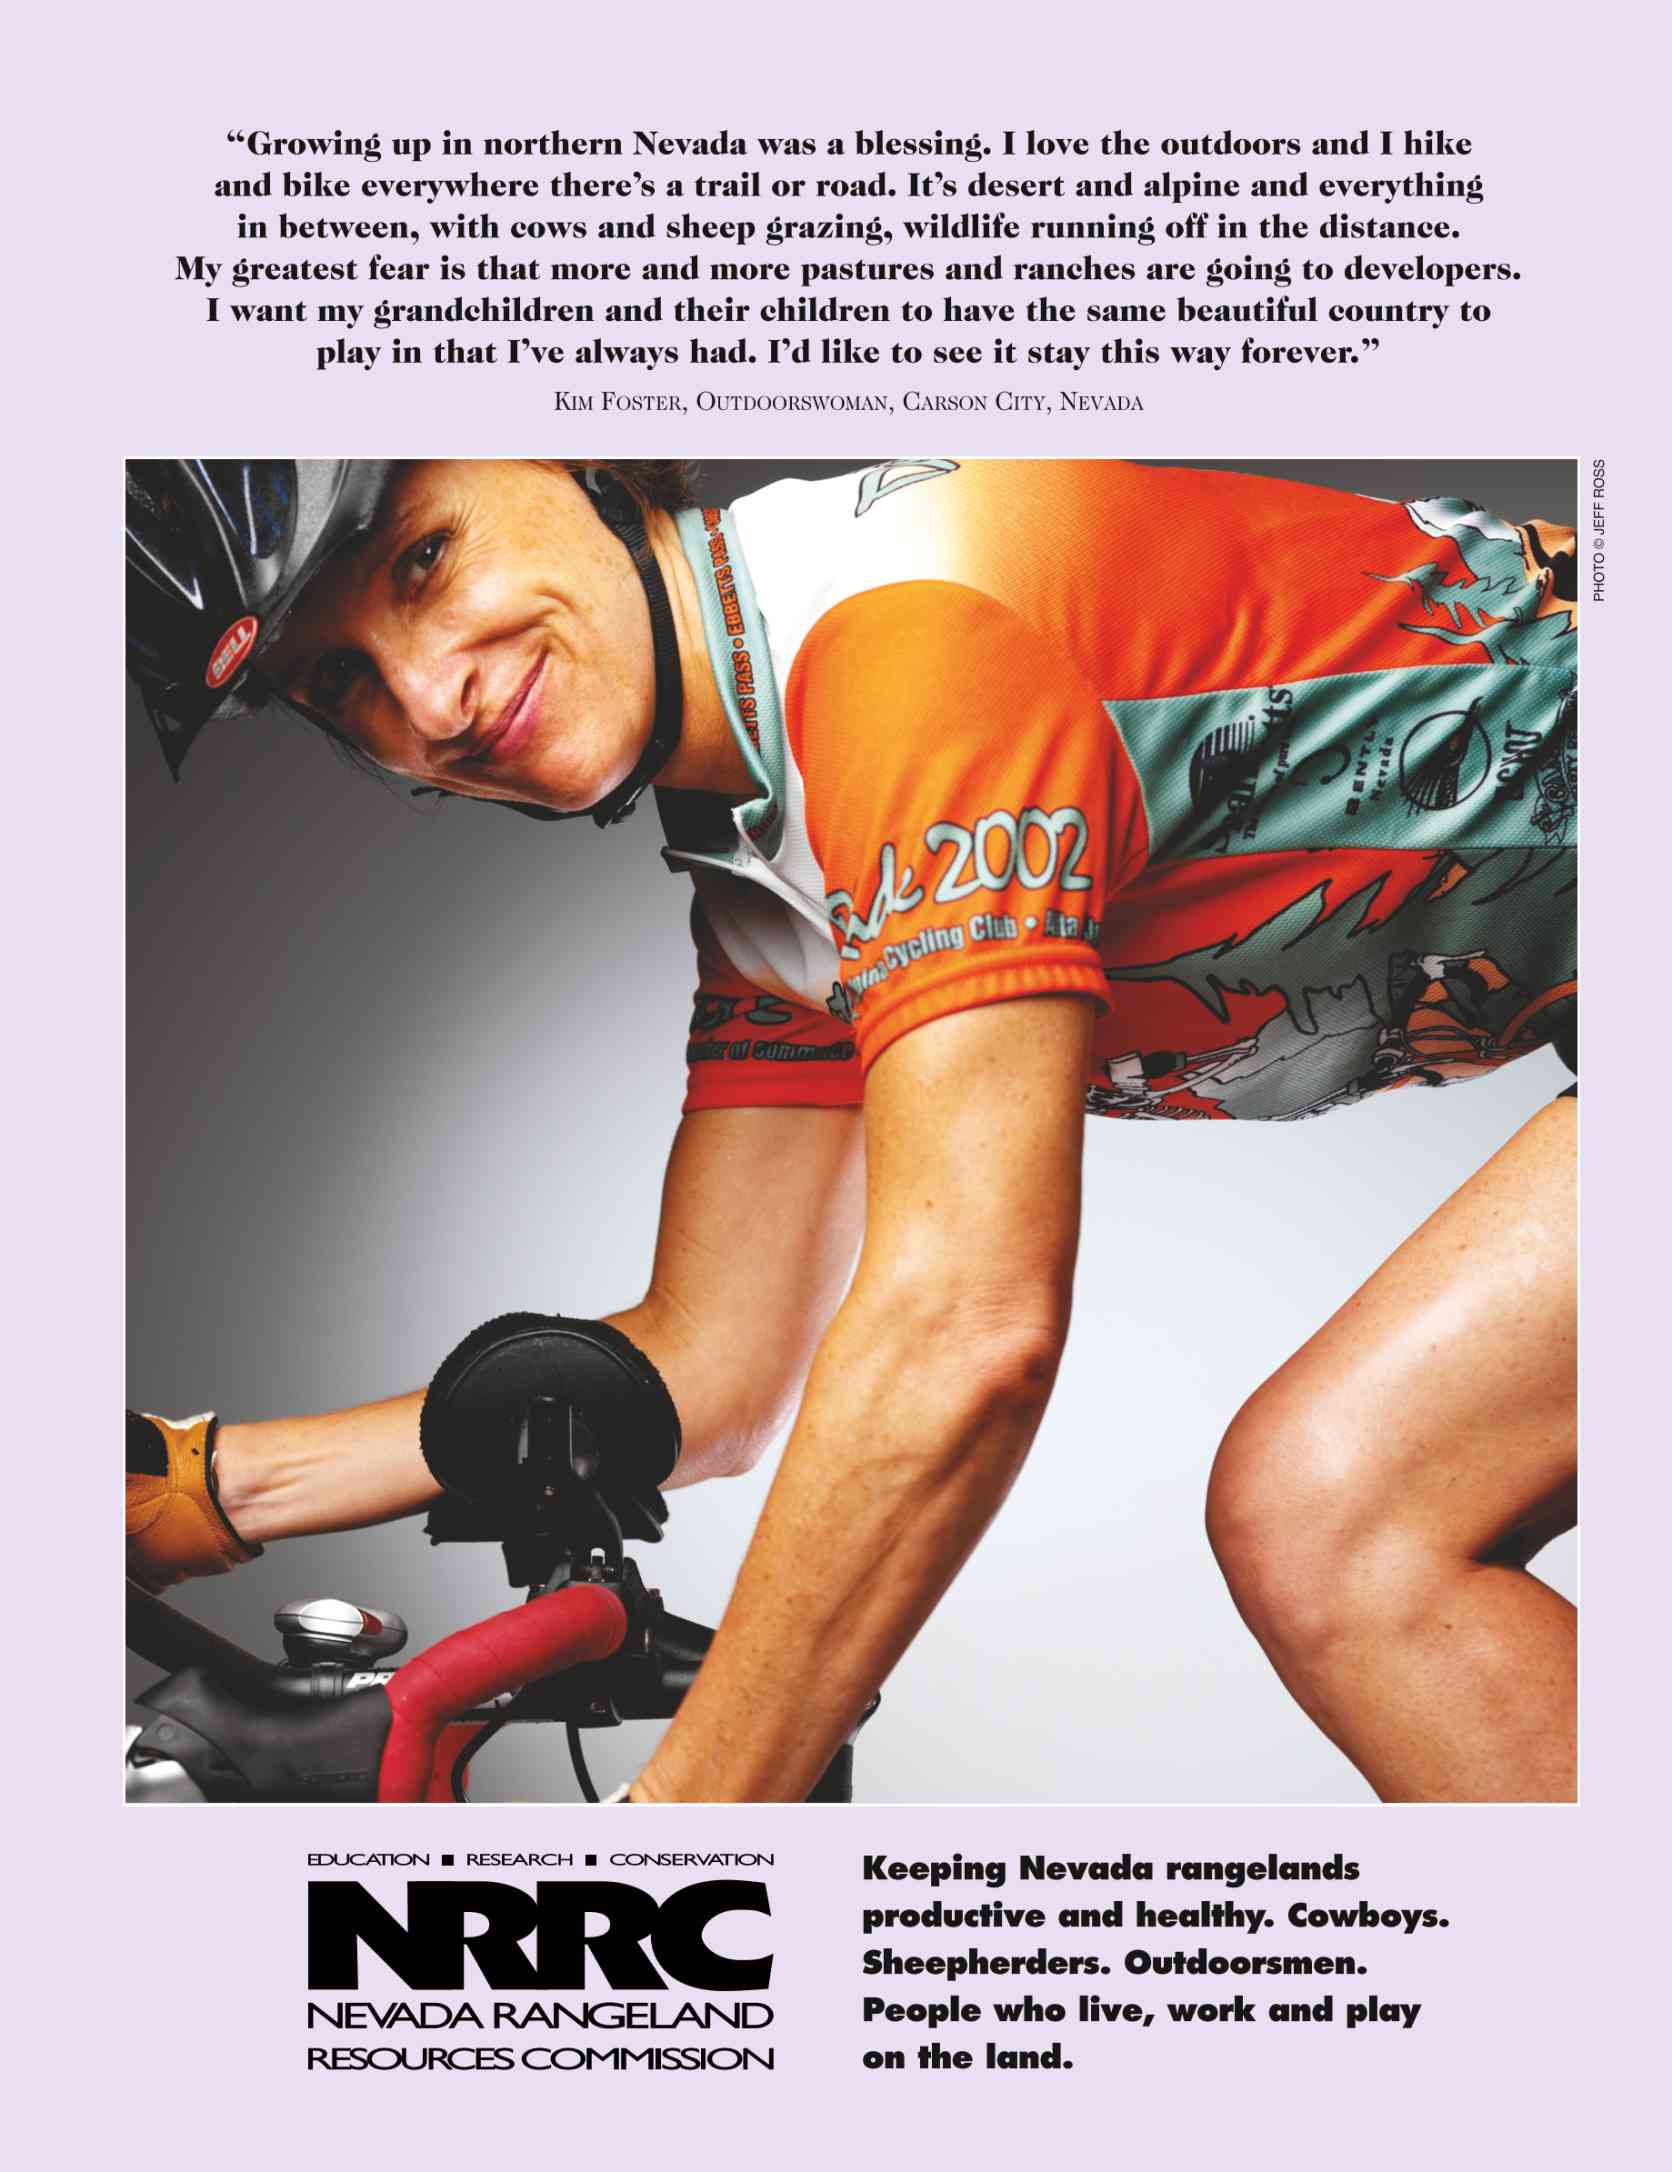 “Growing up in northern Nevada was a blessing. I love the outdoors and I hike
and bike everywhere there’s a trail or road. It’s desert and alpine and everything
in between, with cows and sheep grazing, wildlife running off in the distance.
My greatest fear is that more and more pastures and ranches are going to developers.
I want my grandchildren and their children to have the same beautiful country to
play in that I’ve always had. I’d like to see it stay this way forever.”
Kim Foster, Outdoorswoman, Carson City, Nevada
PHOTO © JEFF ROSS
BELL
PASS • EBBETTS PASS
BENTLY
Nevada
2002
Cycling Club •
of
EDUCATION ■ RESEARCH ■ CONSERVATION
NRRC
NEVADA RANGELAND
RESOURCES COMMISSION
Keeping Nevada rangelands
productive and healthy. Cowboys.
Sheepherders. Outdoorsmen.
People who live, work and play
on the land.